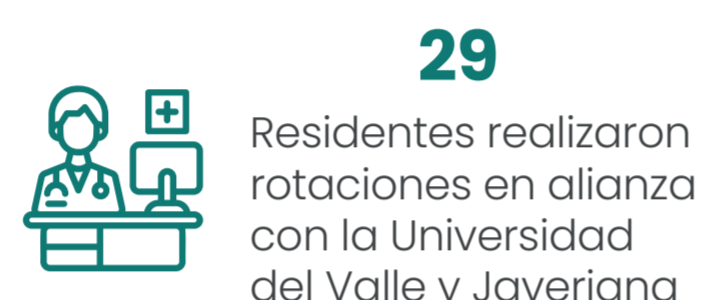 29
Residentes realizaron
rotaciones en alianza
con la Universidad
del Valle y Javeriana